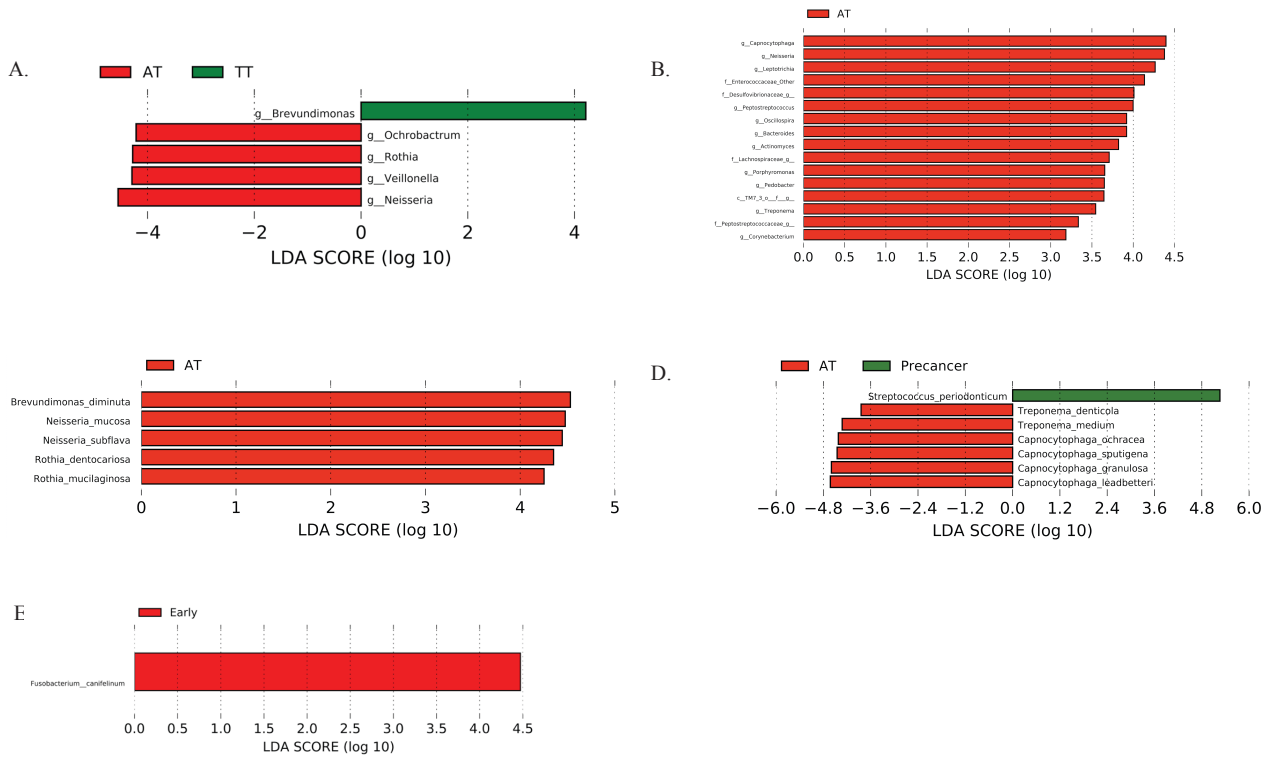 A.
AT TT
g__Brevundimonas
g__Ochrobactrum
g__Rothia
g__Veillonella
g__Neisseria
−4 −2 0 2 4
LDA SCORE (log 10)
B.
AT
g__Capnocytophaga
g__Neisseria
g__Leptotrichia
f__Enterococcaceae_Other
f__Desulfovibrionaceae_g__
g__Peptostreptococcus
g__Oscillospira
g__Bacteroides
g__Actinomyces
f__Lachnospiraceae_g__
g__Porphyromonas
g__Pedobacter
c__TM7_3_o__f__g__
g__Treponema
f__Peptostreptococcaceae_g__
g__Corynebacterium
0.0 0.5 1.0 1.5 2.0 2.5 3.0 3.5 4.0 4.5
LDA SCORE (log 10)
AT
Brevundimonas_diminuta
Neisseria_mucosa
Neisseria_subflava
Rothia_dentocariosa
Rothia_mucilaginosa
0 1 2 3 4 5
LDA SCORE (log 10)
D.
AT Precancer
Streptococcus_periodonticum
Treponema_denticola
Treponema_medium
Capnocytophaga_ochracea
Capnocytophaga_sputigena
Capnocytophaga_granulosa
Capnocytophaga_leadbetteri
−6.0 −4.8 −3.6 −2.4 −1.2 0.0 1.2 2.4 3.6 4.8 6.0
LDA SCORE (log 10)
E
Early
Fusobacterium__canifelinum
0.0 0.5 1.0 1.5 2.0 2.5 3.0 3.5 4.0 4.5
LDA SCORE (log 10)